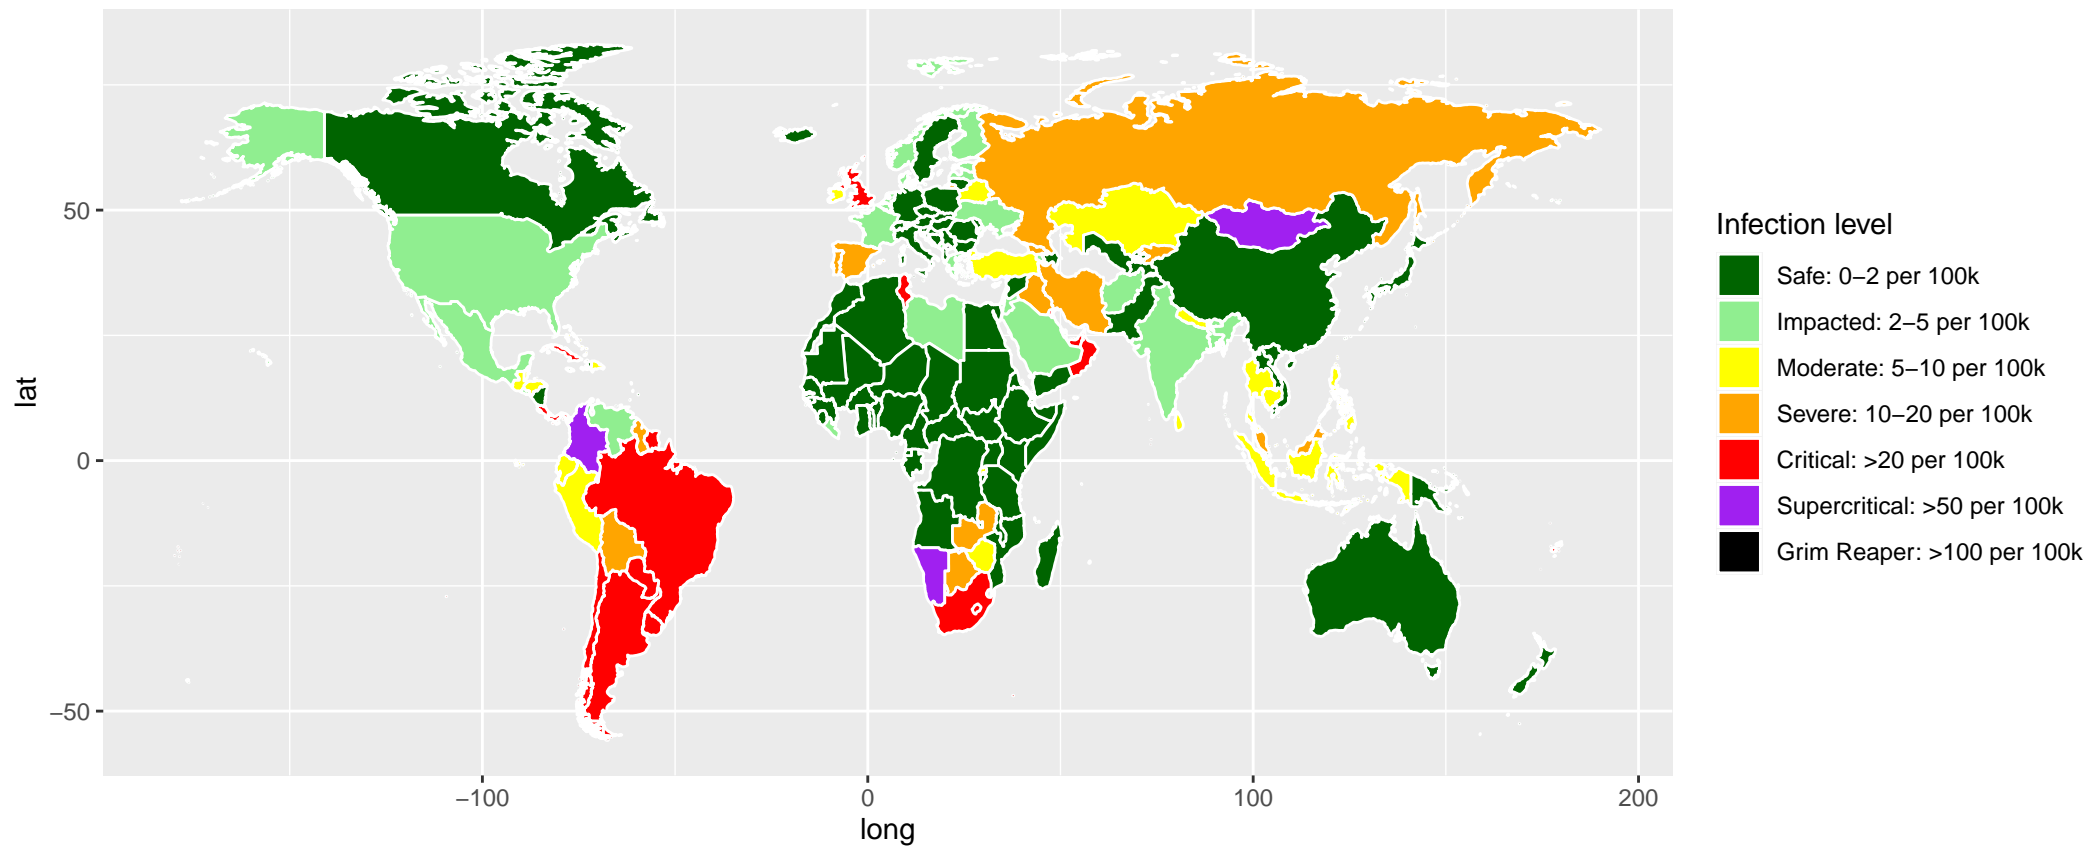 Infection level
Safe: 0–2 per 100k
Impacted: 2–5 per 100k
Moderate: 5–10 per 100k
Severe: 10–20 per 100k
Critical: >20 per 100k
Supercritical: >50 per 100k
Grim Reaper: >100 per 100k
lat
50
0
−50
−100
0
100
200
long